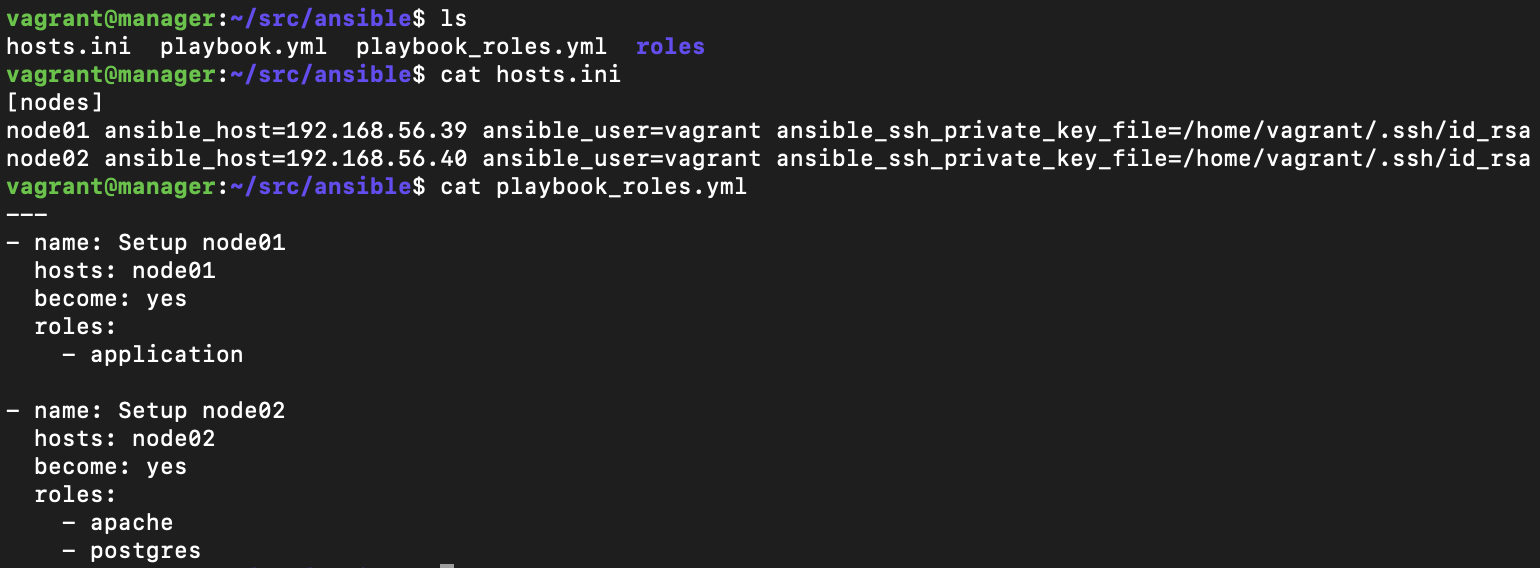 vagrant@manager:~/src/ansible$ ls
hosts.ini  playbook.yml  playbook_roles.yml  roles
vagrant@manager:~/src/ansible$ cat hosts.ini
[nodes]
node01 ansible_host=192.168.56.39 ansible_user=vagrant ansible_ssh_private_key_file=/home/vagrant/.ssh/id_rsa
node02 ansible_host=192.168.56.40 ansible_user=vagrant ansible_ssh_private_key_file=/home/vagrant/.ssh/id_rsa
vagrant@manager:~/src/ansible$ cat playbook_roles.yml
---
- name: Setup node01
  hosts: node01
  become: yes
  roles:
    - application

- name: Setup node02
  hosts: node02
  become: yes
  roles:
    - apache
    - postgres